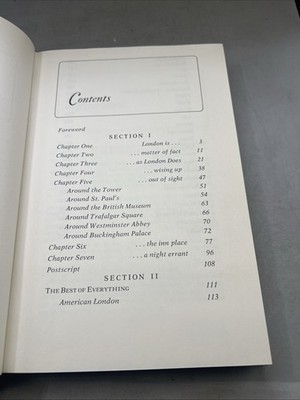 Contents
Foreword
SECTION I
Chapter One London is . . . 3
Chapter Two . . . matter of fact 11
Chapter Three . . . as London Does 21
Chapter Four . . . wising up 38
Chapter Five . . . out of sight 47
Around the Tower 51
Around St. Paul's 54
Around the British Museum 63
Around Trafalgar Square 66
Around Westminster Abbey 70
Around Buckingham Palace 72
Chapter Six . . . the inn place 77
Chapter Seven . . . a night errant 96
Postscript 108
SECTION II
THE BEST OF EVERYTHING 111
American London 113